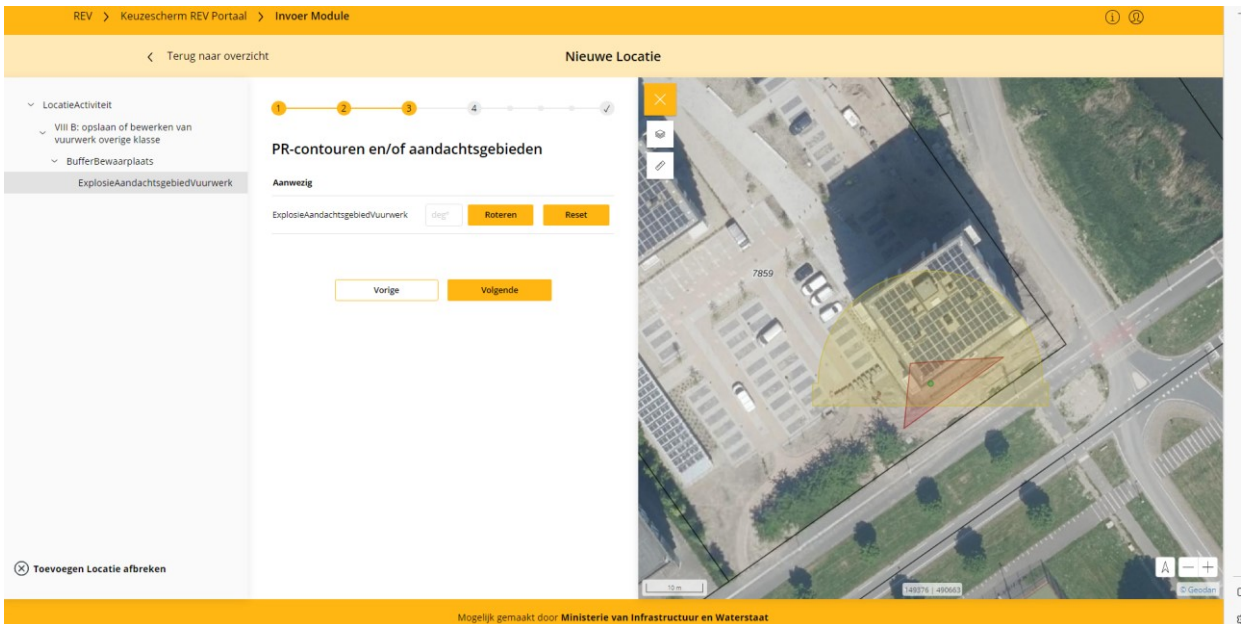 REV > Keuzescherm REV Portaal > Invoer Module
< Terug naar overzicht
Nieuwe Locatie
LocatieActiviteit
VIII B: opslaan of bewerken van
vuurwerk overige klasse
BufferBewaarplaats
ExplosieAandachtsgebiedVuurwerk
Toevoegen Locatie afbreken
1 2 3 4
PR-contouren en/of aandachtsgebieden
Aanwezig
ExplosieAandachtsgebiedVuurwerk deg° Roteren Reset
Vorige Volgende
7859
10 m
149376 | 490663
A − +
© Geodan
Mogelijk gemaakt door Ministerie van Infrastructuur en Waterstaat